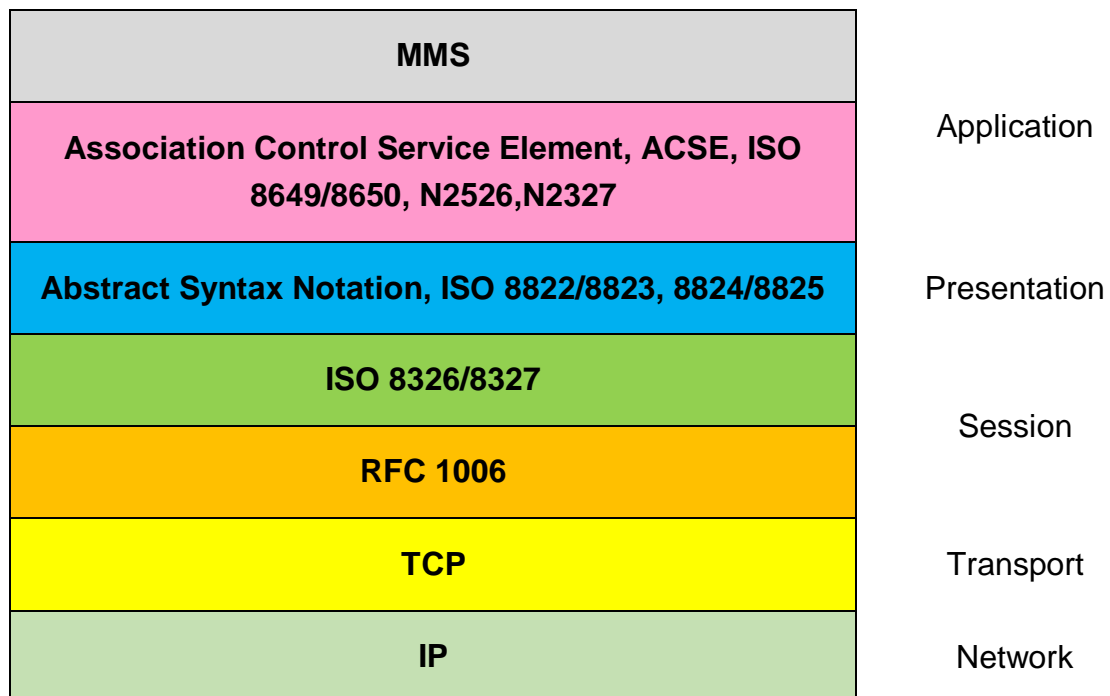 MMS
Application
Association Control Service Element, ACSE, ISO
8649/8650, N2526,N2327
Abstract Syntax Notation, ISO 8822/8823, 8824/8825
Presentation
ISO 8326/8327
Session
RFC 1006
TCP
Transport
IP
Network